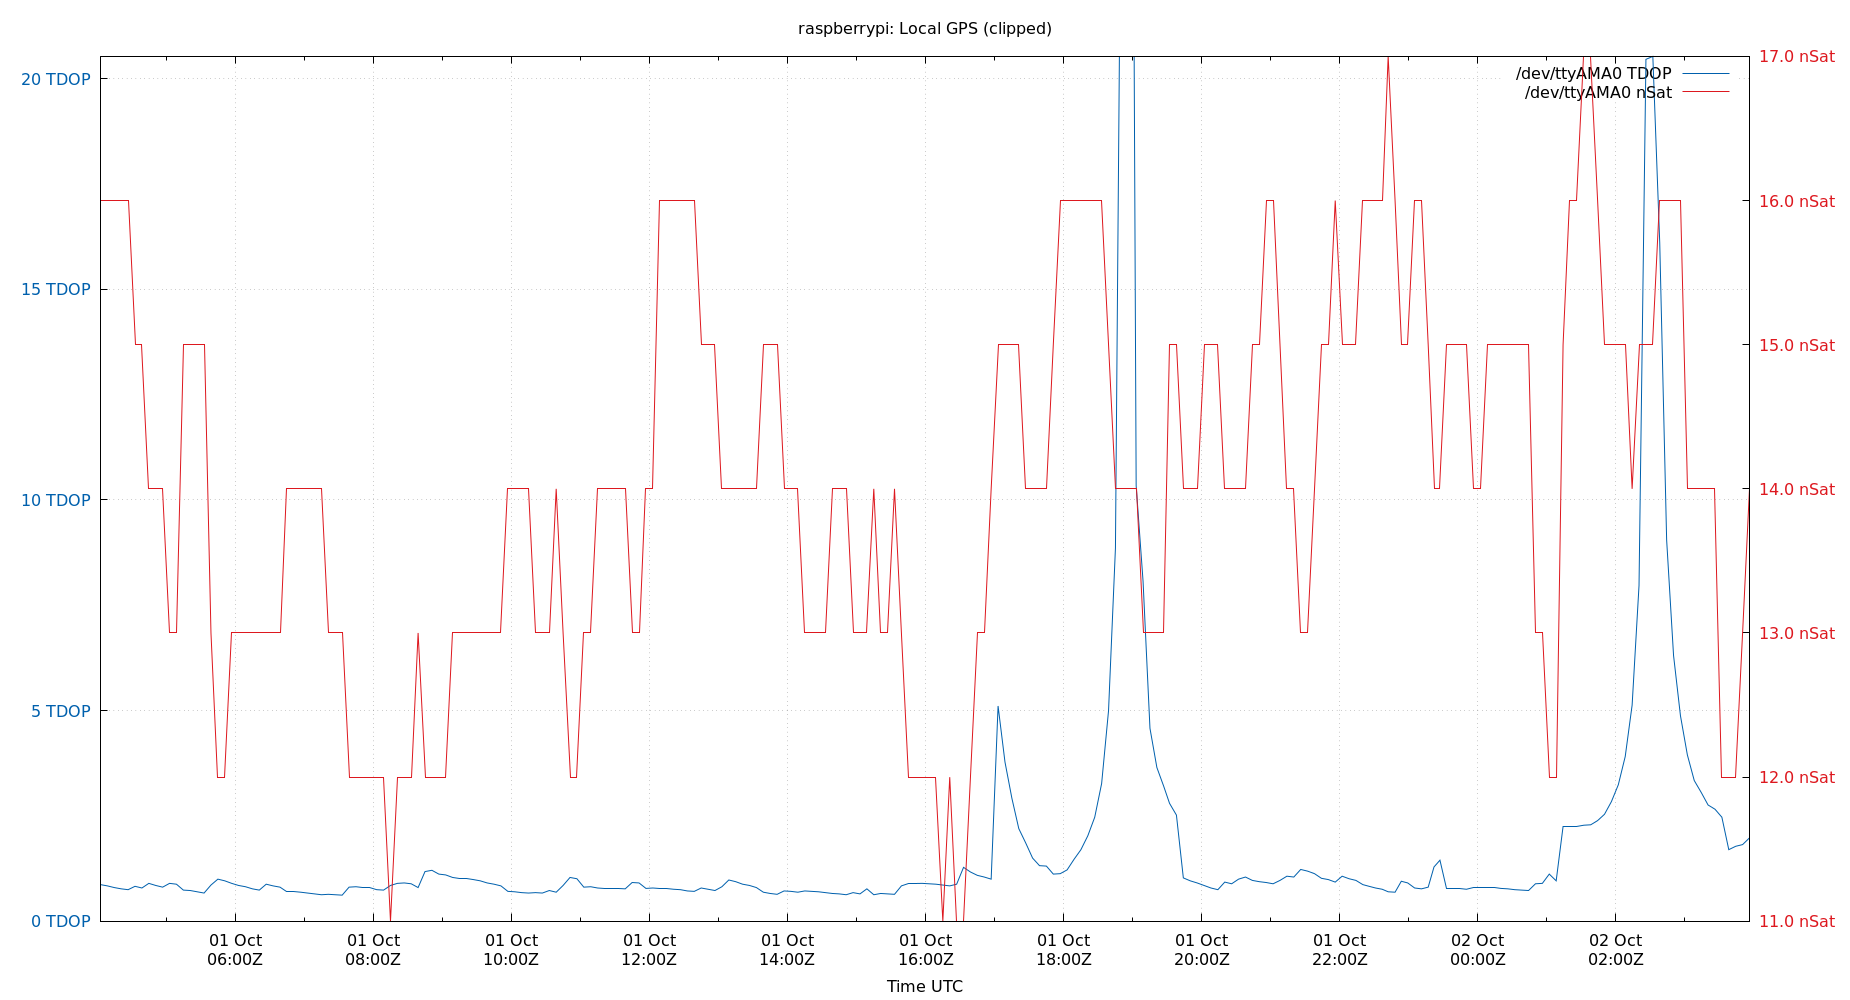 raspberrypi: Local GPS (clipped)
20 TDOP
15 TDOP
10 TDOP
5 TDOP
0 TDOP
/dev/ttyAMA0 TDOP
/dev/ttyAMA0 nSat
17.0 nSat
16.0 nSat
15.0 nSat
14.0 nSat
13.0 nSat
12.0 nSat
11.0 nSat
01 Oct 01 Oct 01 Oct 01 Oct 01 Oct 01 Oct 01 Oct 01 Oct 01 Oct 02 Oct 02 Oct
06:00Z 08:00Z 10:00Z 12:00Z 14:00Z 16:00Z 18:00Z 20:00Z 22:00Z 00:00Z 02:00Z
Time UTC